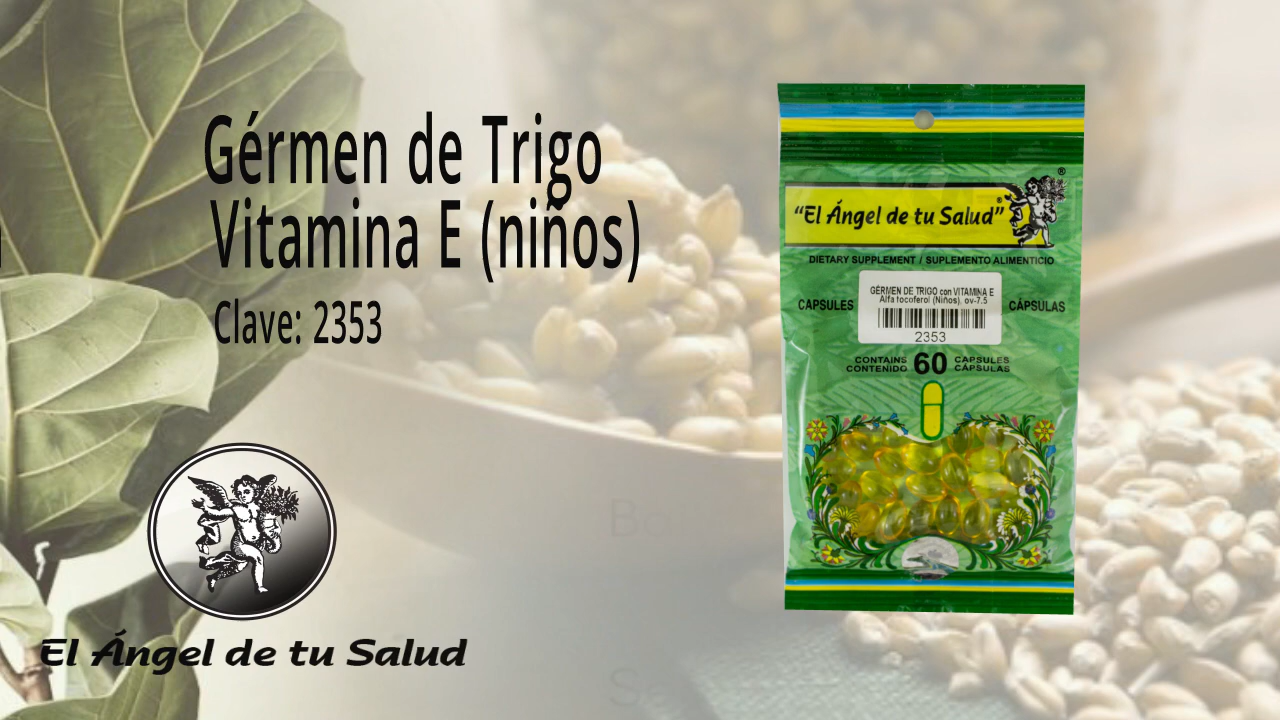 Gérmen de Trigo
Vitamina E (niños)
Clave: 2353
El Ángel de tu Salud
“El Ángel de tu Salud”®
®
DIETARY SUPPLEMENT / SUPLEMENTO ALIMENTICIO
GÉRMEN DE TRIGO con VITAMINA E
Alfa tocoferol (Niños). ov-7.5
CAPSULES
CÁPSULAS
2353
CONTAINS 60 CAPSULES
CONTENIDO CÁPSULAS